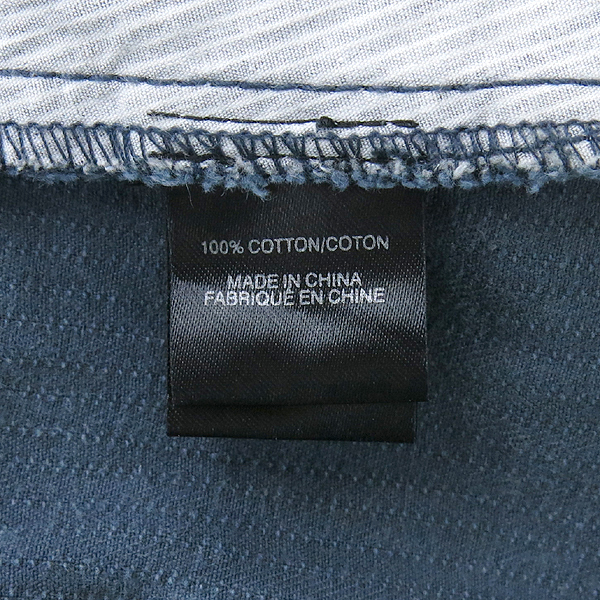 100% COTTON/COTON
MADE IN CHINA
FABRIQUÉ EN CHINE